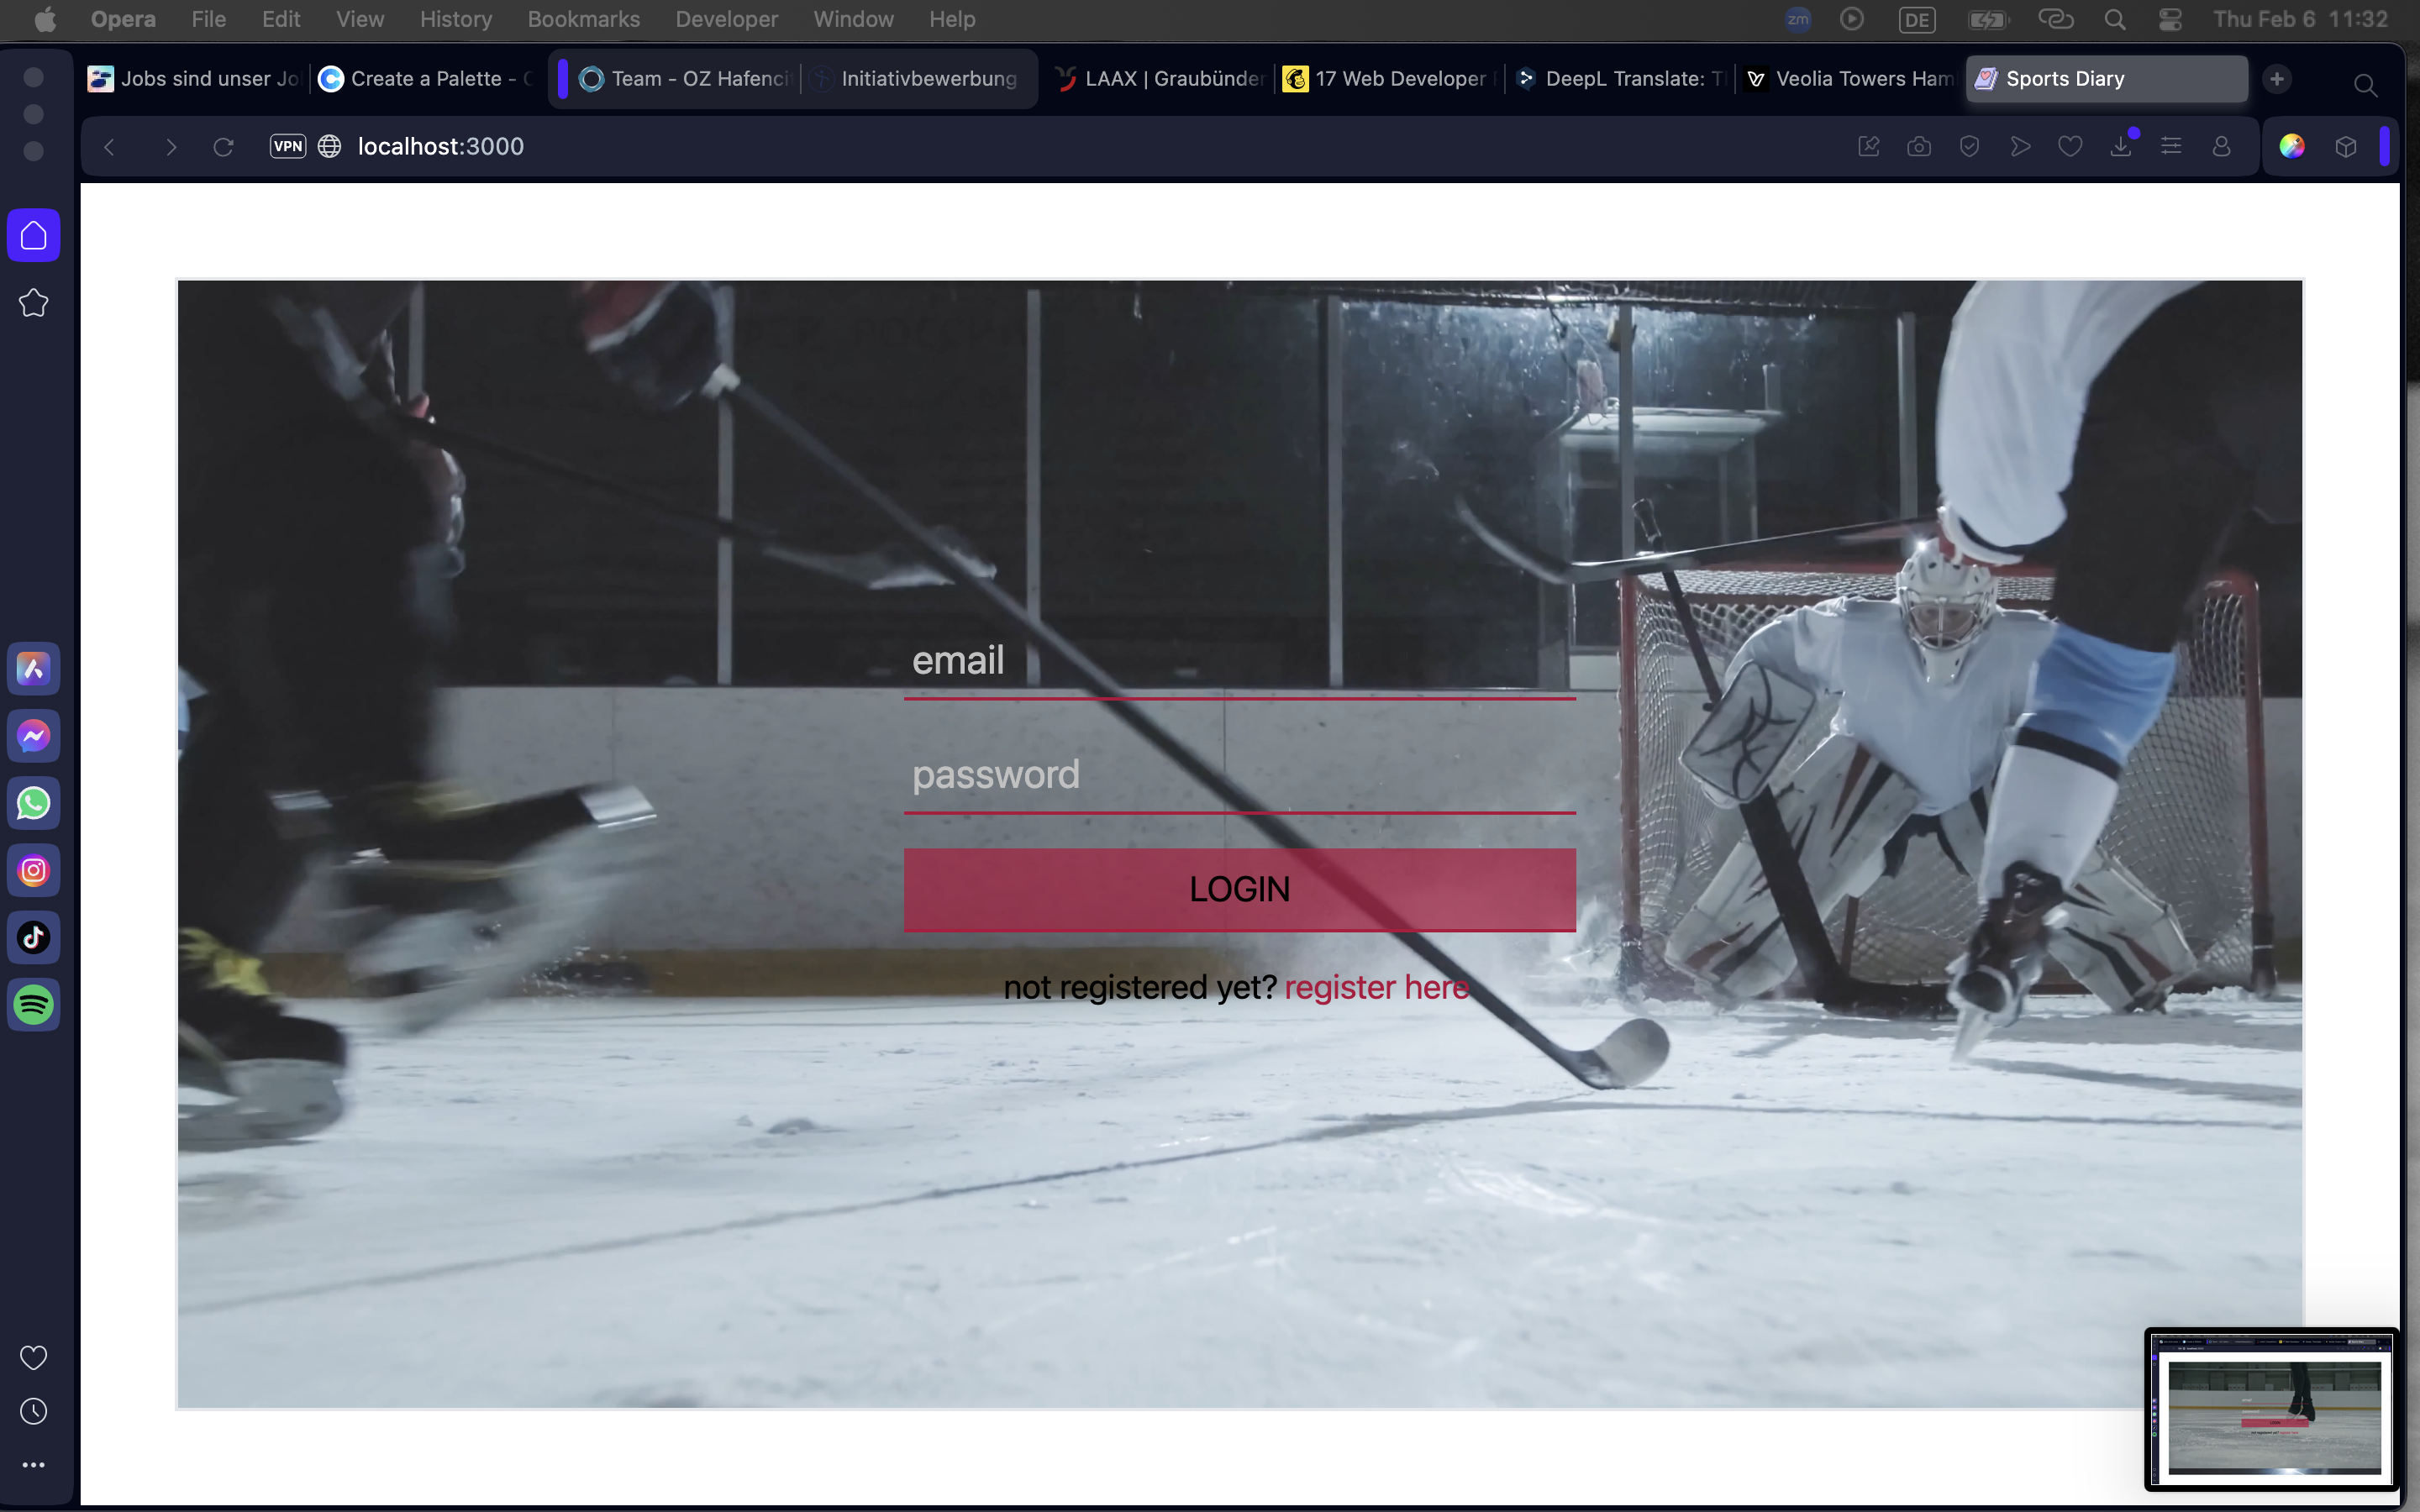 Opera File Edit View History Bookmarks Developer Window Help zm DE Thu Feb 6 11:32
Jobs sind unser Jo Create a Palette - C Team - OZ Hafenci Initiativbewerbung LAAX | Graubünder 17 Web Developer DeepL Translate: T Veolia Towers Ham Sports Diary
VPN localhost:3000
email
password
LOGIN
not registered yet? register here